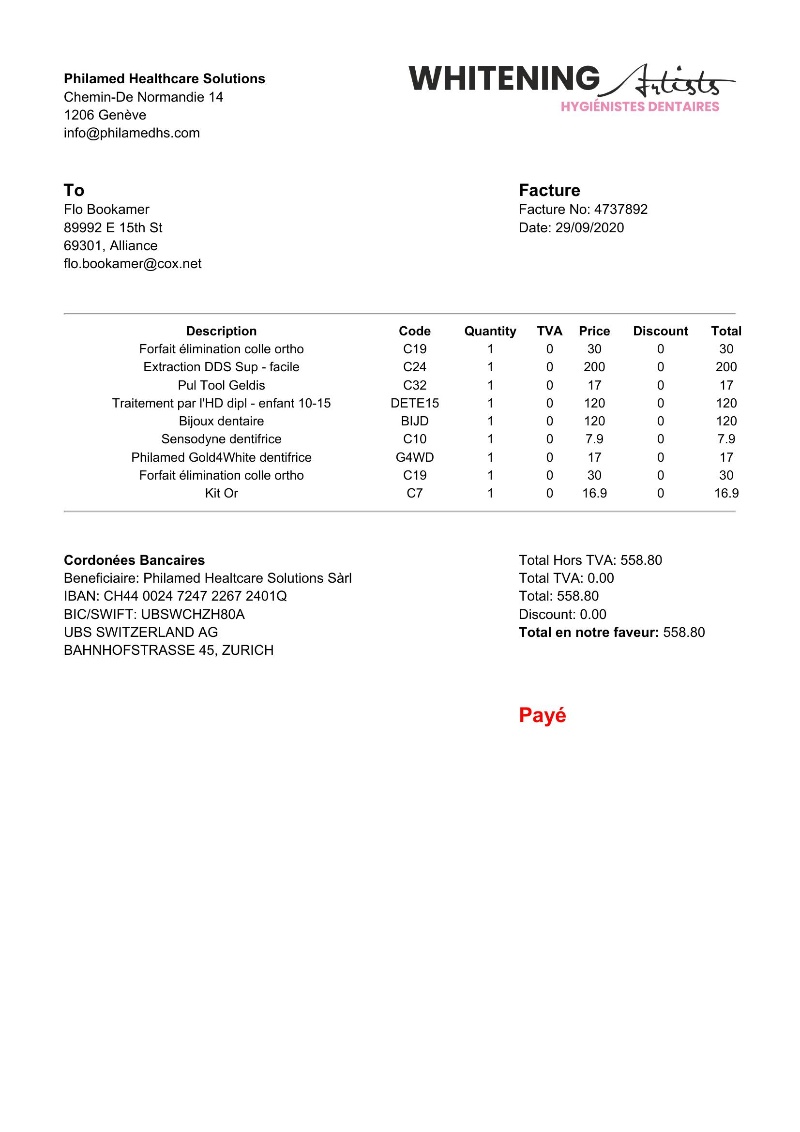 Philamed Healthcare Solutions
Chemin-De Normandie 14
1206 Genève
info@philamedhs.com
WHITENING Artists
HYGIÉNISTES DENTAIRES
To
Flo Bookamer
89992 E 15th St
69301, Alliance
flo.bookamer@cox.net
Facture
Facture No: 4737892
Date: 29/09/2020
Description Code Quantity TVA Price Discount Total
Forfait élimination colle ortho C19 1 0 30 0 30
Extraction DDS Sup - facile C24 1 0 200 0 200
Pul Tool Geldis C32 1 0 17 0 17
Traitement par l'HD dipl - enfant 10-15 DETE15 1 0 120 0 120
Bijoux dentaire BIJD 1 0 120 0 120
Sensodyne dentifrice C10 1 0 7.9 0 7.9
Philamed Gold4White dentifrice G4WD 1 0 17 0 17
Forfait élimination colle ortho C19 1 0 30 0 30
Kit Or C7 1 0 16.9 0 16.9
Cordonées Bancaires
Beneficiaire: Philamed Healtcare Solutions Sàrl
IBAN: CH44 0024 7247 2267 2401Q
BIC/SWIFT: UBSWCHZH80A
UBS SWITZERLAND AG
BAHNHOFSTRASSE 45, ZURICH
Total Hors TVA: 558.80
Total TVA: 0.00
Total: 558.80
Discount: 0.00
Total en notre faveur: 558.80
Payé